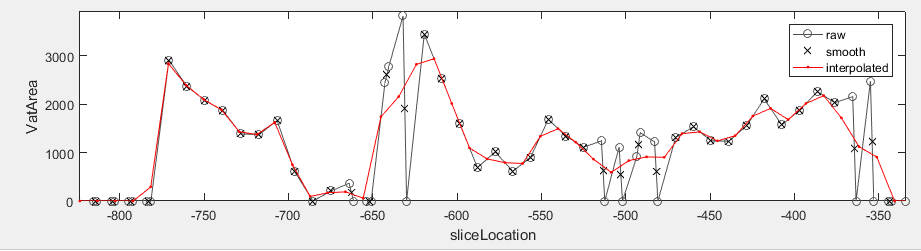 raw
smooth
interpolated
3000
2000
1000
0
VatArea
-800 -750 -700 -650 -600 -550 -500 -450 -400 -350
sliceLocation